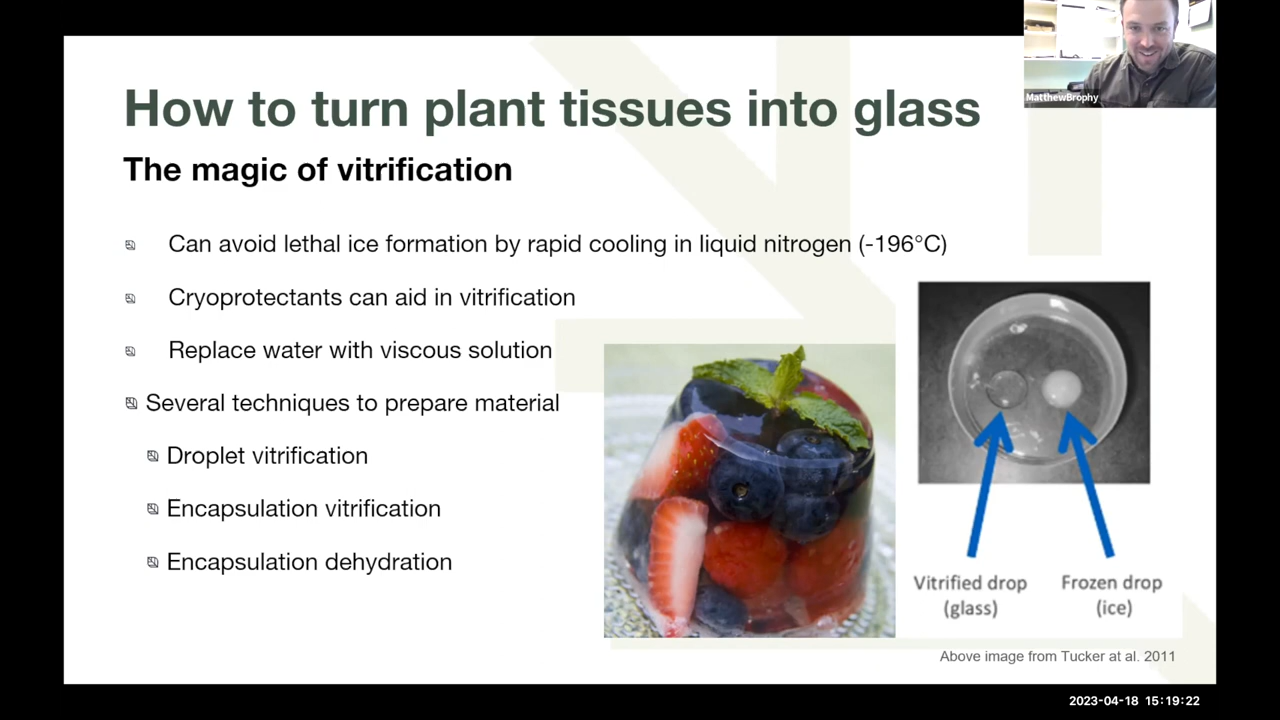 How to turn plant tissues into glass
The magic of vitrification
Can avoid lethal ice formation by rapid cooling in liquid nitrogen (-196°C)
Cryoprotectants can aid in vitrification
Replace water with viscous solution
Several techniques to prepare material
Droplet vitrification
Encapsulation vitrification
Encapsulation dehydration
Vitrified drop
(glass)
Frozen drop
(ice)
Above image from Tucker at al. 2011
MatthewBrophy
2023-04-18 15:19:22